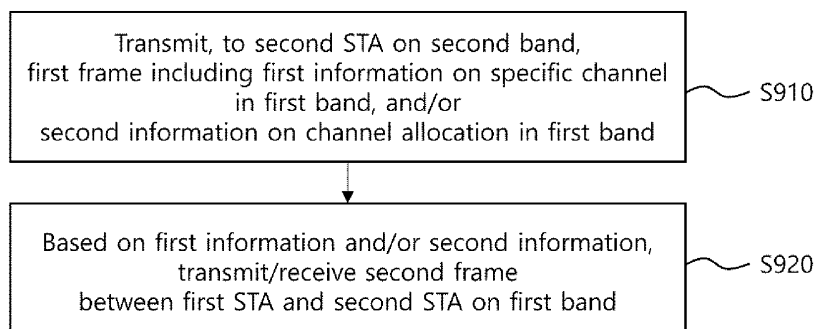 Transmit, to second STA on second band,
first frame including first information on specific channel
in first band, and/or
second information on channel allocation in first band
S910
Based on first information and/or second information,
transmit/receive second frame
between first STA and second STA on first band
S920